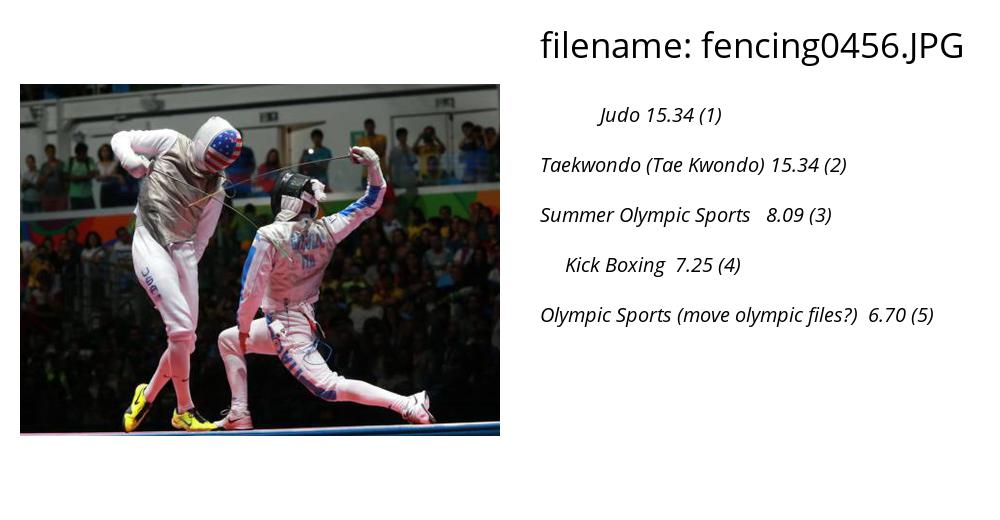 filename: fencing0456.JPG
Judo 15.34 (1)
Taekwondo (Tae Kwondo) 15.34 (2)
Summer Olympic Sports 8.09 (3)
Kick Boxing 7.25 (4)
Olympic Sports (move olympic files?) 6.70 (5)
USA